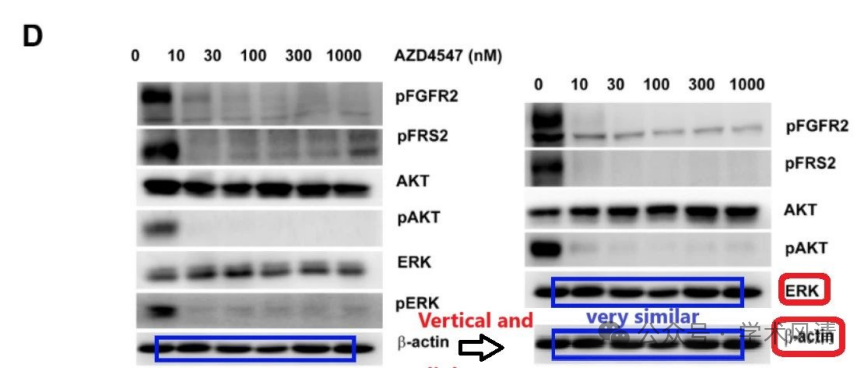 D
0 10 30 100 300 1000 AZD4547 (nM)
pFGFR2
pFRS2
AKT
pAKT
ERK
pERK
β-actin
0 10 30 100 300 1000
pFGFR2
pFRS2
AKT
pAKT
ERK
β-actin
Vertical and
very similar
公众号 · 学术风清